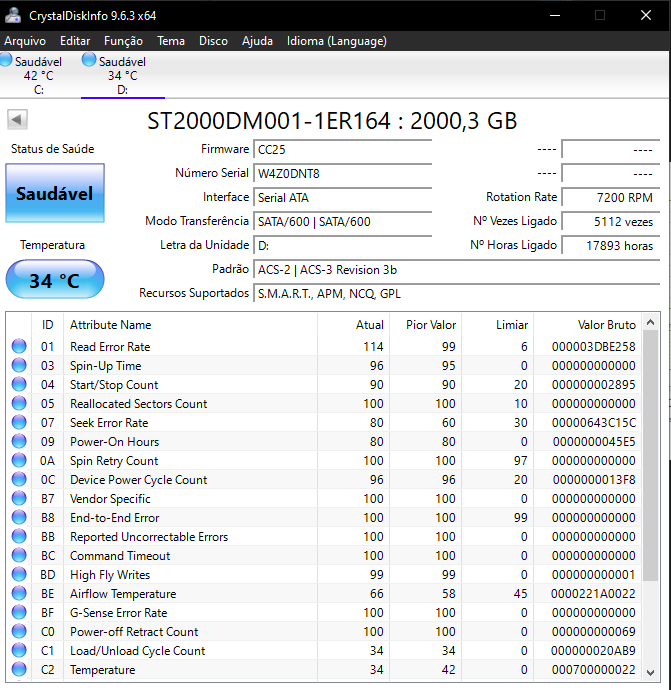 CrystalDiskInfo 9.6.3 x64
Arquivo Editar Função Tema Disco Ajuda Idioma (Language)
Saudável Saudável
42 °C 34 °C
C: D:
ST2000DM001-1ER164 : 2000,3 GB
Status de Saúde
Saudável
Temperatura
34 °C
Firmware CC25 ---- ----
Número Serial W4Z0DNT8 ---- ----
Interface Serial ATA Rotation Rate 7200 RPM
Modo Transferência SATA/600 | SATA/600 Nº Vezes Ligado 5112 vezes
Letra da Unidade D: Nº Horas Ligado 17893 horas
Padrão ACS-2 | ACS-3 Revision 3b
Recursos Suportados S.M.A.R.T., APM, NCQ, GPL
ID Attribute Name Atual Pior Valor Limiar Valor Bruto
01 Read Error Rate 114 99 6 000003DBE258
03 Spin-Up Time 96 95 0 000000000000
04 Start/Stop Count 90 90 20 000000002895
05 Reallocated Sectors Count 100 100 10 000000000000
07 Seek Error Rate 80 60 30 00000643C15C
09 Power-On Hours 80 80 0 0000000045E5
0A Spin Retry Count 100 100 97 000000000000
0C Device Power Cycle Count 96 96 20 0000000013F8
B7 Vendor Specific 100 100 0 000000000000
B8 End-to-End Error 100 100 99 000000000000
BB Reported Uncorrectable Errors 100 100 0 000000000000
BC Command Timeout 100 100 0 000000000000
BD High Fly Writes 99 99 0 000000000001
BE Airflow Temperature 66 58 45 0000221A0022
BF G-Sense Error Rate 100 100 0 000000000000
C0 Power-off Retract Count 100 100 0 000000000069
C1 Load/Unload Cycle Count 34 34 0 000000020AB9
C2 Temperature 34 42 0 000700000022